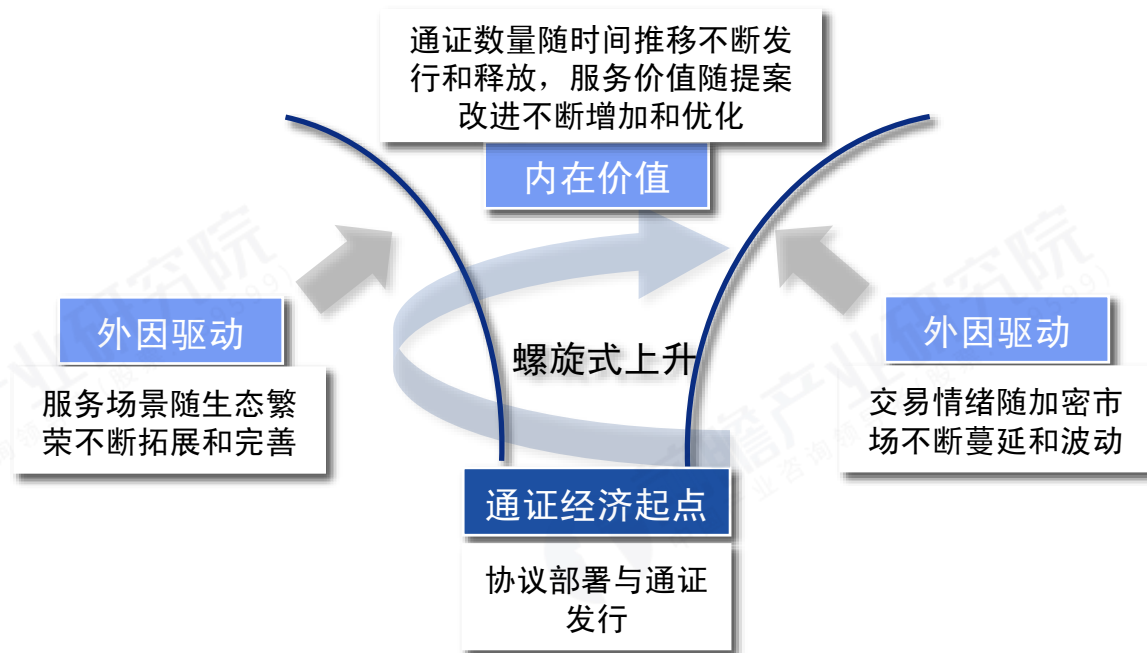 通证数量随时间推移不断发
行和释放，服务价值随提案
改进不断增加和优化
内在价值
外因驱动
服务场景随生态繁
荣不断拓展和完善
螺旋式上升
外因驱动
交易情绪随加密市
场不断蔓延和波动
通证经济起点
协议部署与通证
发行